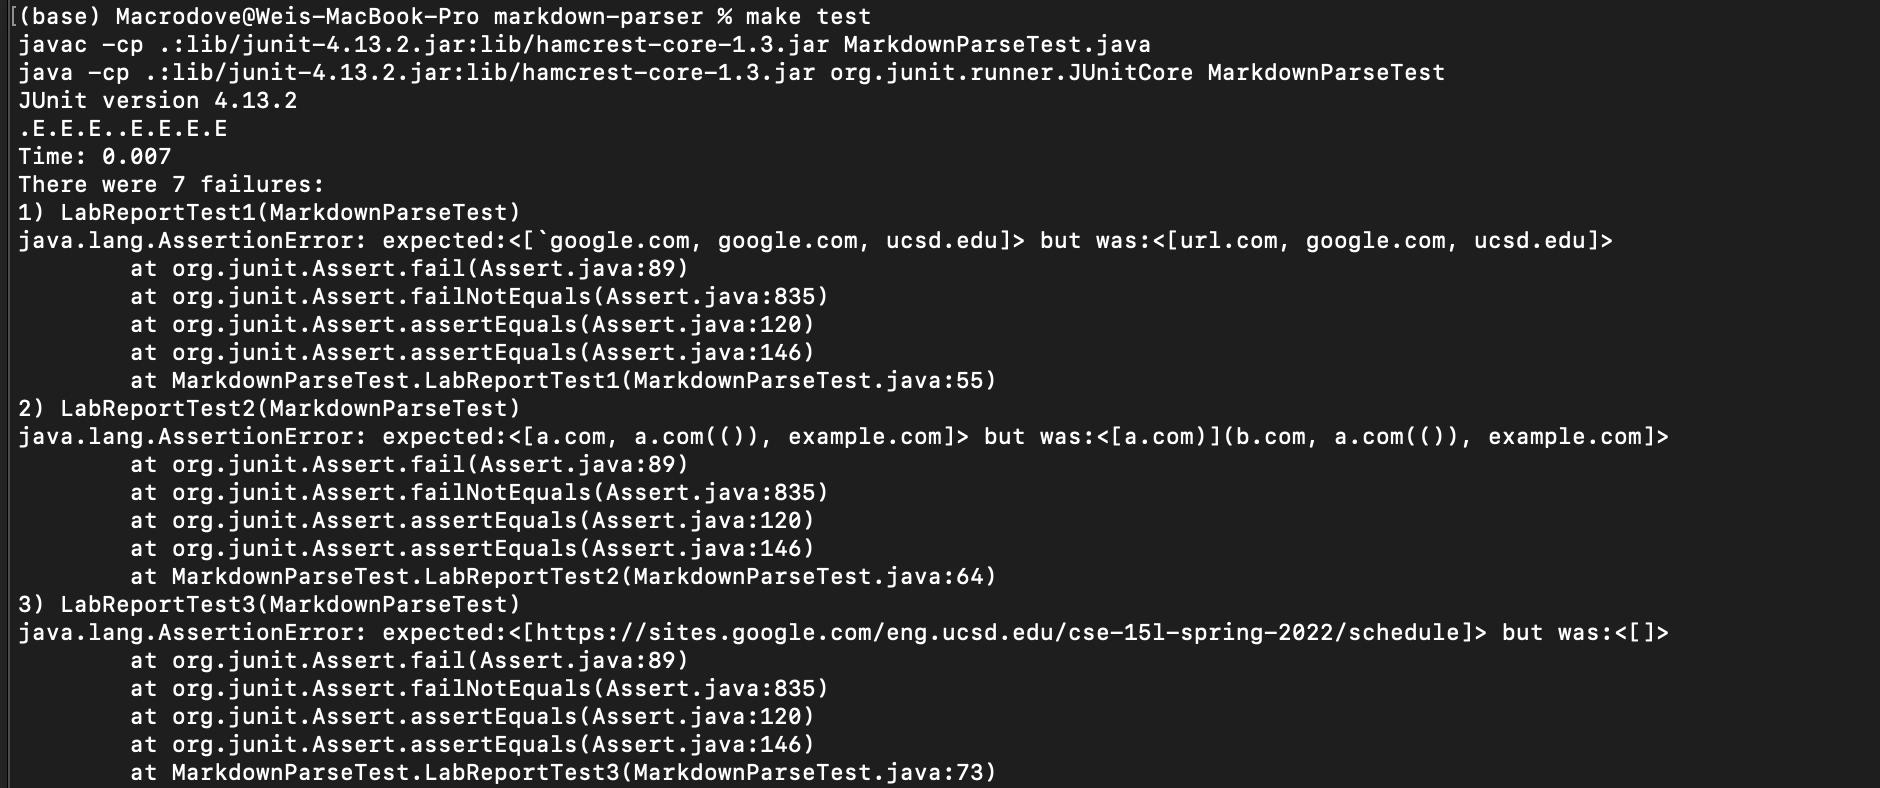 [(base) Macrodove@Weis-MacBook-Pro markdown-parser % make test
javac -cp .:lib/junit-4.13.2.jar:lib/hamcrest-core-1.3.jar MarkdownParseTest.java
java -cp .:lib/junit-4.13.2.jar:lib/hamcrest-core-1.3.jar org.junit.runner.JUnitCore MarkdownParseTest
JUnit version 4.13.2
.E.E.E..E.E.E.E
Time: 0.007
There were 7 failures:
1) LabReportTest1(MarkdownParseTest)
java.lang.AssertionError: expected:<[`google.com, google.com, ucsd.edu]> but was:<[url.com, google.com, ucsd.edu]>
        at org.junit.Assert.fail(Assert.java:89)
        at org.junit.Assert.failNotEquals(Assert.java:835)
        at org.junit.Assert.assertEquals(Assert.java:120)
        at org.junit.Assert.assertEquals(Assert.java:146)
        at MarkdownParseTest.LabReportTest1(MarkdownParseTest.java:55)
2) LabReportTest2(MarkdownParseTest)
java.lang.AssertionError: expected:<[a.com, a.com(()), example.com]> but was:<[a.com)](b.com, a.com(()), example.com]>
        at org.junit.Assert.fail(Assert.java:89)
        at org.junit.Assert.failNotEquals(Assert.java:835)
        at org.junit.Assert.assertEquals(Assert.java:120)
        at org.junit.Assert.assertEquals(Assert.java:146)
        at MarkdownParseTest.LabReportTest2(MarkdownParseTest.java:64)
3) LabReportTest3(MarkdownParseTest)
java.lang.AssertionError: expected:<[https://sites.google.com/eng.ucsd.edu/cse-15l-spring-2022/schedule]> but was:<[]>
        at org.junit.Assert.fail(Assert.java:89)
        at org.junit.Assert.failNotEquals(Assert.java:835)
        at org.junit.Assert.assertEquals(Assert.java:120)
        at org.junit.Assert.assertEquals(Assert.java:146)
        at MarkdownParseTest.LabReportTest3(MarkdownParseTest.java:73)